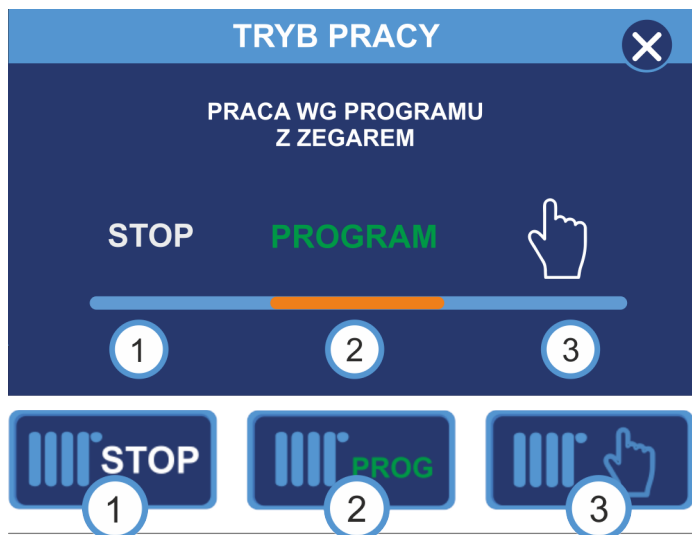 TRYB PRACY
PRACA WG PROGRAMU
Z ZEGAREM
STOP PROGRAM
1 2 3
STOP PROG
1 2 3